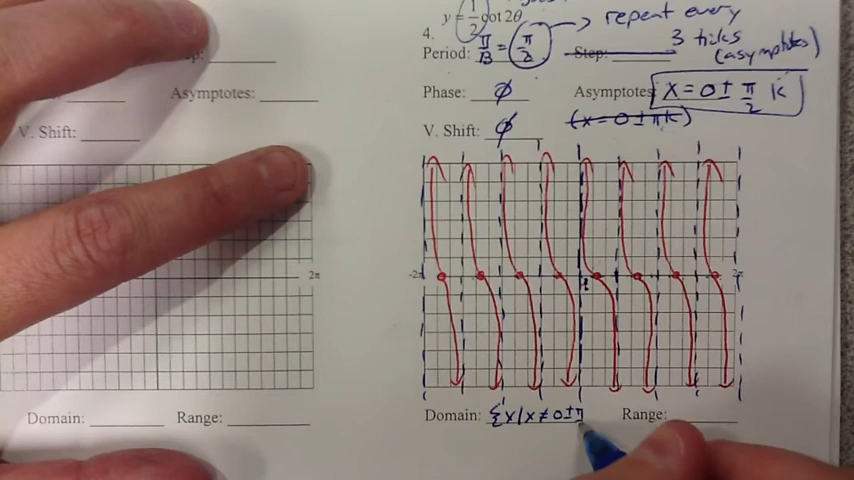 y = 1/2 cot 2θ
4.
repeat every
3 ticks
(asymptotes)
Period: π/B = π/2
Step:
Asymptotes:
Phase: ∅
Asymptotes: x = 0 ± π/2 k
V. Shift:
V. Shift: ∅
(x = 0 ± πk)
2π
-2π
2π
Domain:
Range:
Domain: {x | x ≠ 0 ± π
Range: